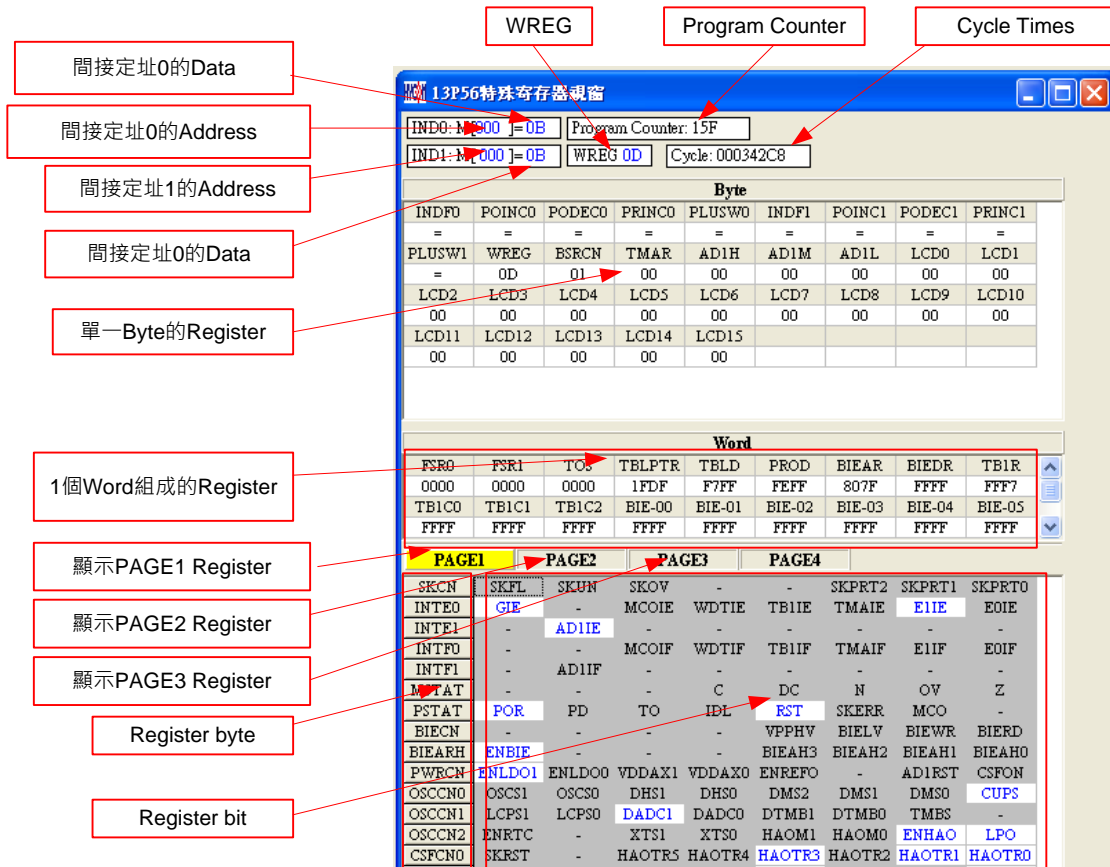 WREG
Program Counter
Cycle Times
間接定址0的Data
間接定址0的Address
間接定址1的Address
間接定址0的Data
單一Byte的Register
1個Word組成的Register
顯示PAGE1 Register
顯示PAGE2 Register
顯示PAGE3 Register
Register byte
Register bit
13P56特殊寄存器視窗
IND0: M[000 ]= 0B Program Counter: 15F
IND1: M[ 000 ]= 0B WREG 0D Cycle: 000342C8
Byte
INDF0 POINC0 PODEC0 PRINC0 PLUSW0 INDF1 POINC1 PODEC1 PRINC1
= = = = = = = = =
PLUSW1 WREG BSRCN TMAR AD1H AD1M AD1L LCD0 LCD1
= 0D 01 00 00 00 00 00 00
LCD2 LCD3 LCD4 LCD5 LCD6 LCD7 LCD8 LCD9 LCD10
00 00 00 00 00 00 00 00 00
LCD11 LCD12 LCD13 LCD14 LCD15
00 00 00 00 00
Word
FSR0 FSR1 TOS TBLPTR TBLD PROD BIEAR BIEDR TB1R
0000 0000 0000 1FDF F7FF FEFF 807F FFFF FFF7
TB1C0 TB1C1 TB1C2 BIE-00 BIE-01 BIE-02 BIE-03 BIE-04 BIE-05
FFFF FFFF FFFF FFFF FFFF FFFF FFFF FFFF FFFF
PAGE1 PAGE2 PAGE3 PAGE4
SKCN SKFL SKUN SKOV - - SKPRT2 SKPRT1 SKPRT0
INTE0 GIE - MCOIE WDTIE TB1IE TMAIE E1IE E0IE
INTE1 - AD1IE - - - - - -
INTF0 - - MCOIF WDTIF TB1IF TMAIF E1IF E0IF
INTF1 - AD1IF - - - - - -
MSTAT - - - C DC N OV Z
PSTAT POR PD TO IDL RST SKERR MCO -
BIECN - - - - VPPHV BIELV BIEWR BIERD
BIEARH ENBIE - - - BIEAH3 BIEAH2 BIEAH1 BIEAH0
PWRCN ENLDO1 ENLDO0 VDDAX1 VDDAX0 ENREFO - AD1RST CSFON
OSCCN0 OSCS1 OSCS0 DHS1 DHS0 DMS2 DMS1 DMS0 CUPS
OSCCN1 LCPS1 LCPS0 DADC1 DADC0 DTMB1 DTMB0 TMBS -
OSCCN2 ENRTC - XTS1 XTS0 HAOM1 HAOM0 ENHAO LPO
CSFCN0 SKRST - HAOTR5 HAOTR4 HAOTR3 HAOTR2 HAOTR1 HAOTR0